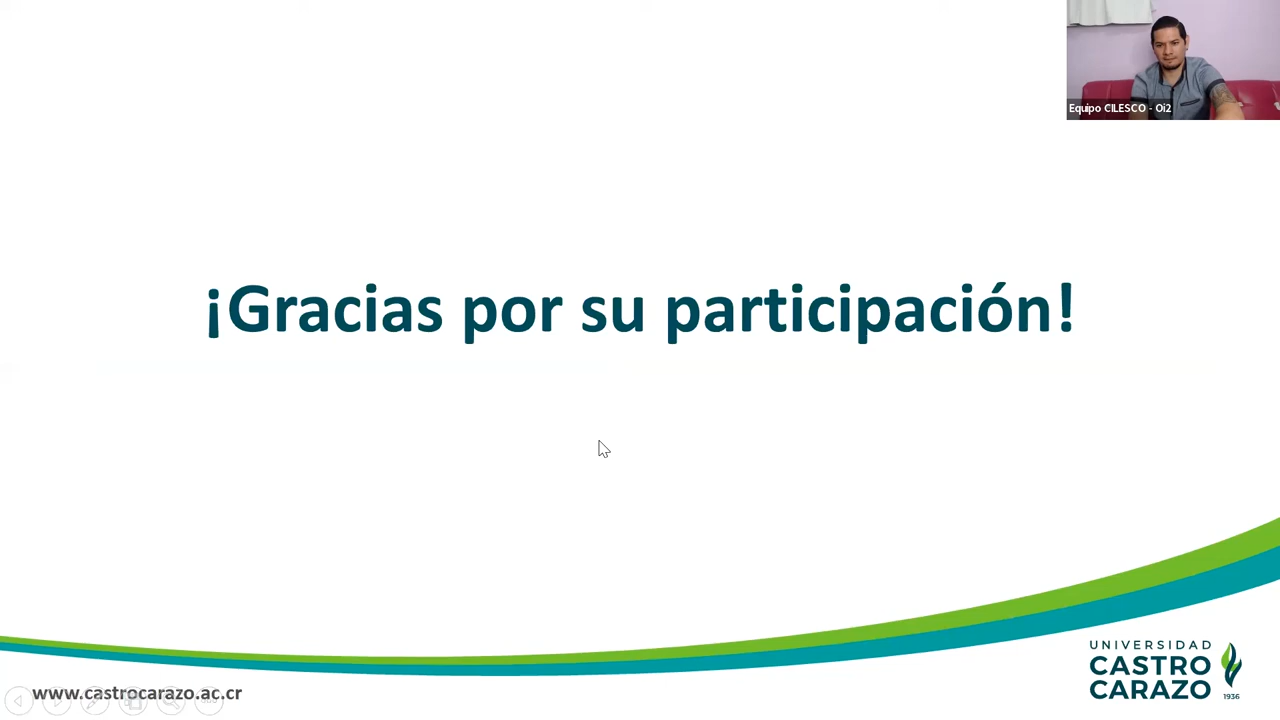 Equipo CILESCO - Oi2
¡Gracias por su participación!
www.castrocarazo.ac.cr
UNIVERSIDAD
CASTRO
CARAZO
1936